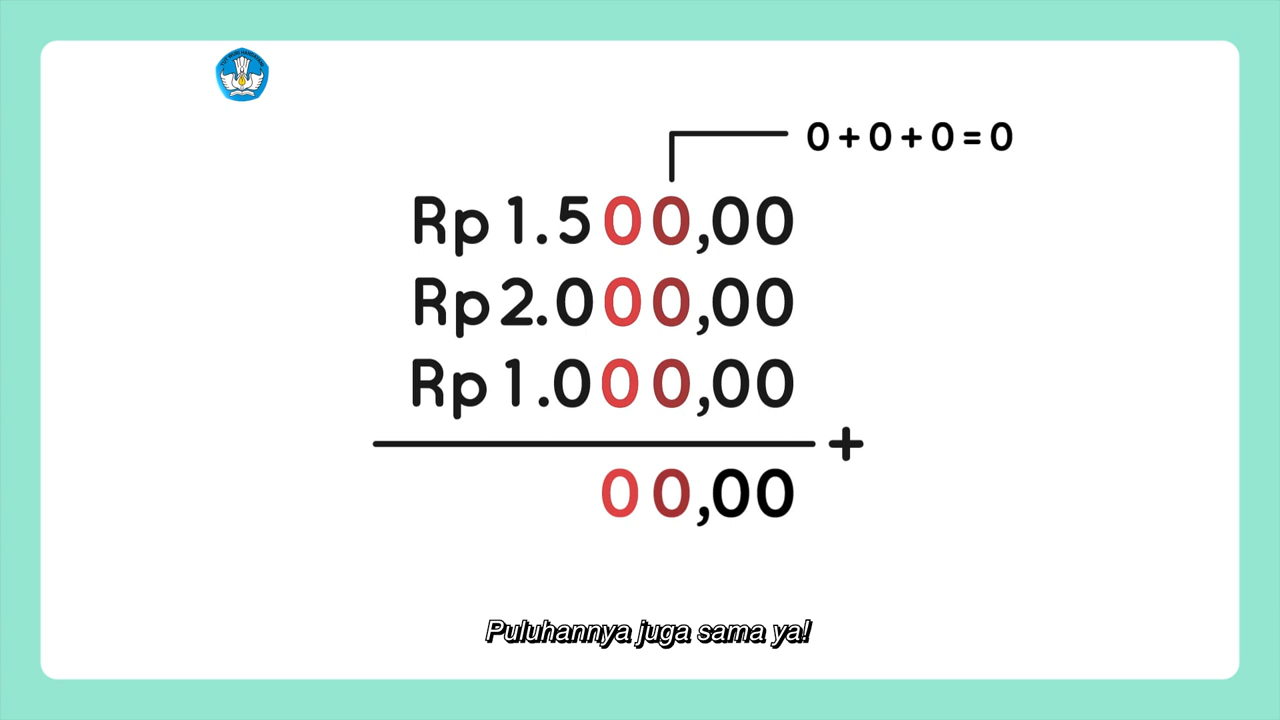 0 + 0 + 0 = 0
Rp 1.500,00
Rp 2.000,00
Rp 1.000,00
+
00,00
Puluhannya juga sama ya!